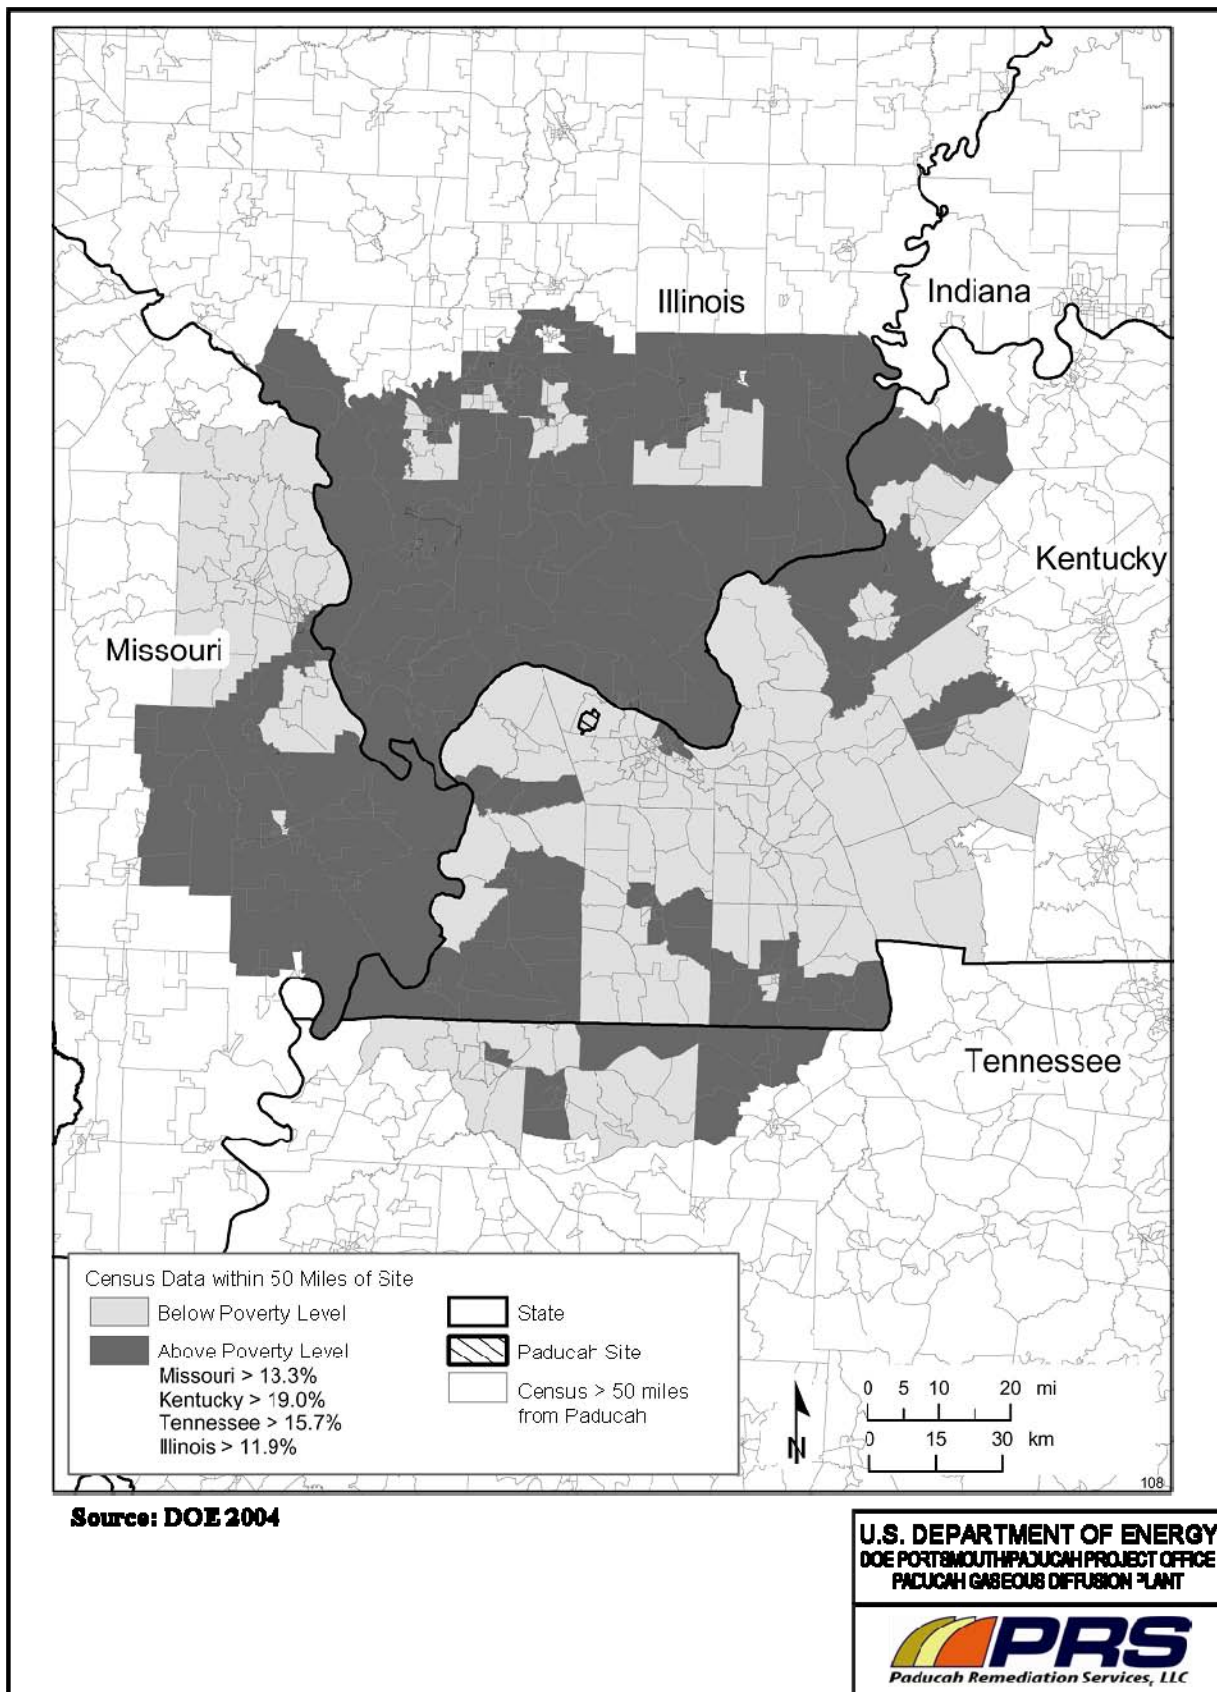 Illinois
Indiana
Kentucky
Missouri
Tennessee
Census Data within 50 Miles of Site
Below Poverty Level
Above Poverty Level
Missouri > 13.3%
Kentucky > 19.0%
Tennessee > 15.7%
Illinois > 11.9%
State
Paducah Site
Census > 50 miles
from Paducah
N
0 5 10 20 mi
0 15 30 km
108
Source: DOE 2004
U.S. DEPARTMENT OF ENERGY
DOE PORTSMOUTH/PADUCAH PROJECT OFFICE
PADUCAH GASEOUS DIFFUSION PLANT
PRS
Paducah Remediation Services, LLC